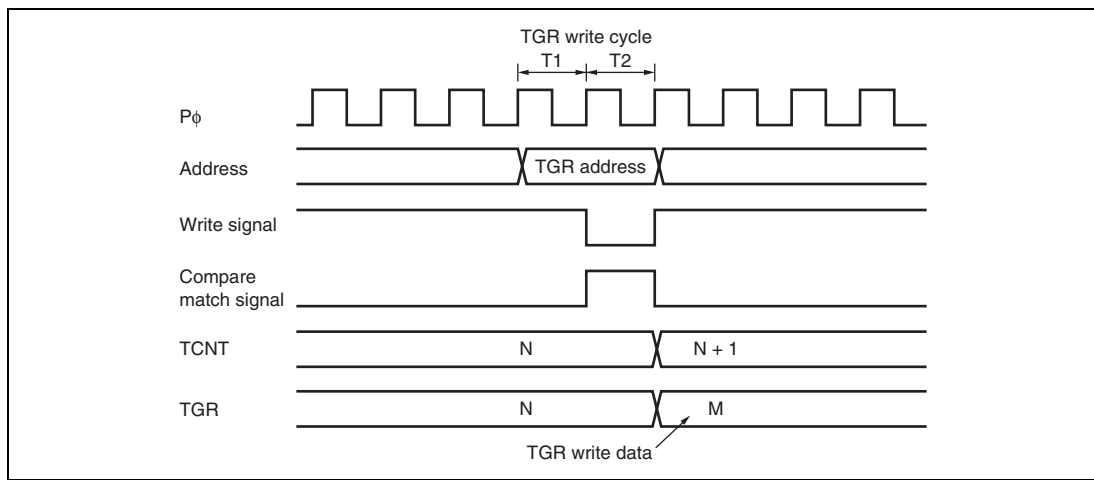 TGR write cycle
T1 T2
Pϕ
Address TGR address
Write signal
Compare
match signal
TCNT N N + 1
TGR N M
TGR write data